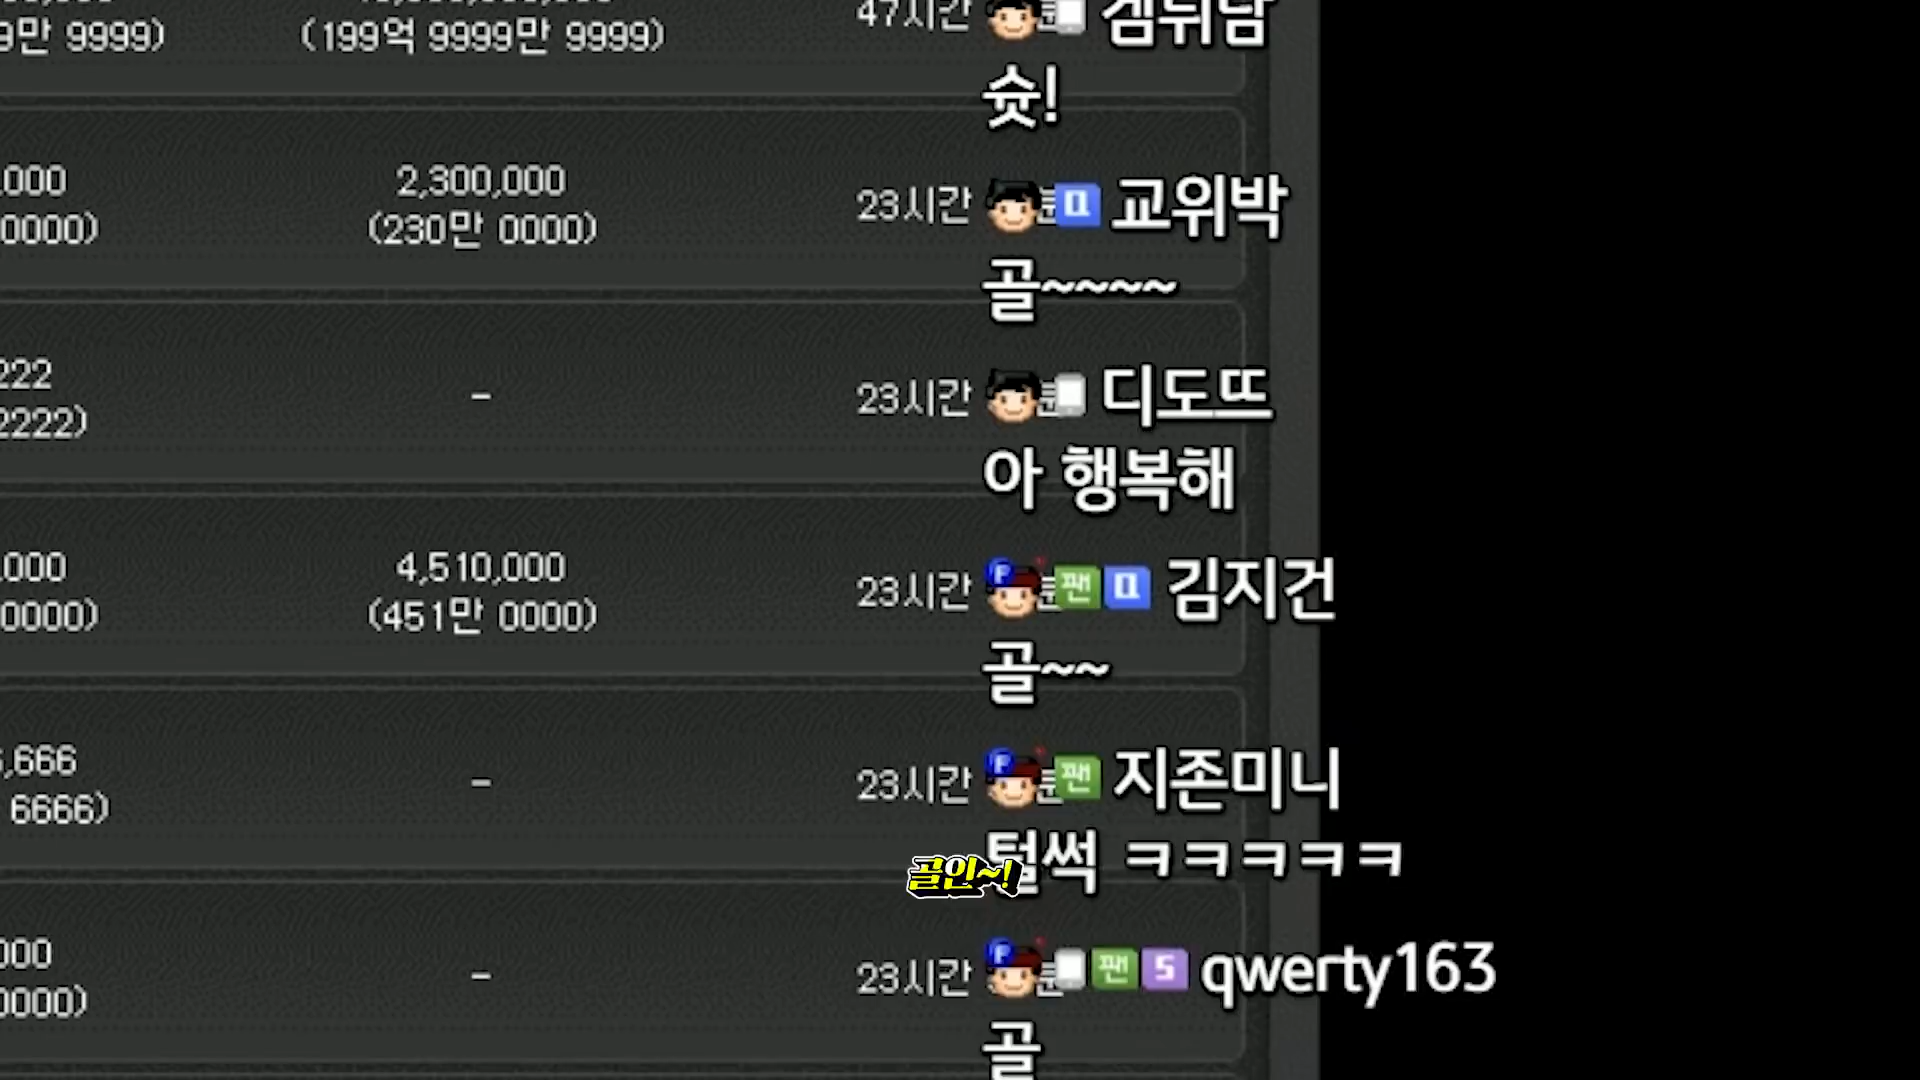 9만 9999)
(199억 9999만 9999)
47시간
슛!
000
0000)
2,300,000
(230만 0000)
23시간
Q 교위박
골~~~~
222
2222)
-
23시간
디도뜨
아 행복해
000
0000)
4,510,000
(451만 0000)
23시간
팬 Q 김지건
골~~
,666
6666)
-
23시간
팬 지존미니
털썩 ㅋㅋㅋㅋㅋ
골인~!
000
0000)
-
23시간
팬 S qwerty163
골